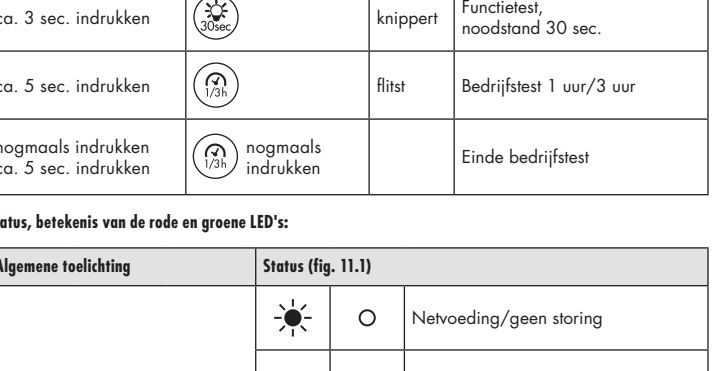 ca. 3 sec. indrukken
30sec
knippert
Functietest,
noodstand 30 sec.
ca. 5 sec. indrukken
1/3h
flitst
Bedrijfstest 1 uur/3 uur
nogmaals indrukken
ca. 5 sec. indrukken
1/3h
nogmaals
indrukken
Einde bedrijfstest
atus, betekenis van de rode en groene LED's:
Algemene toelichting
Status (fig. 11.1)
Netvoeding/geen storing